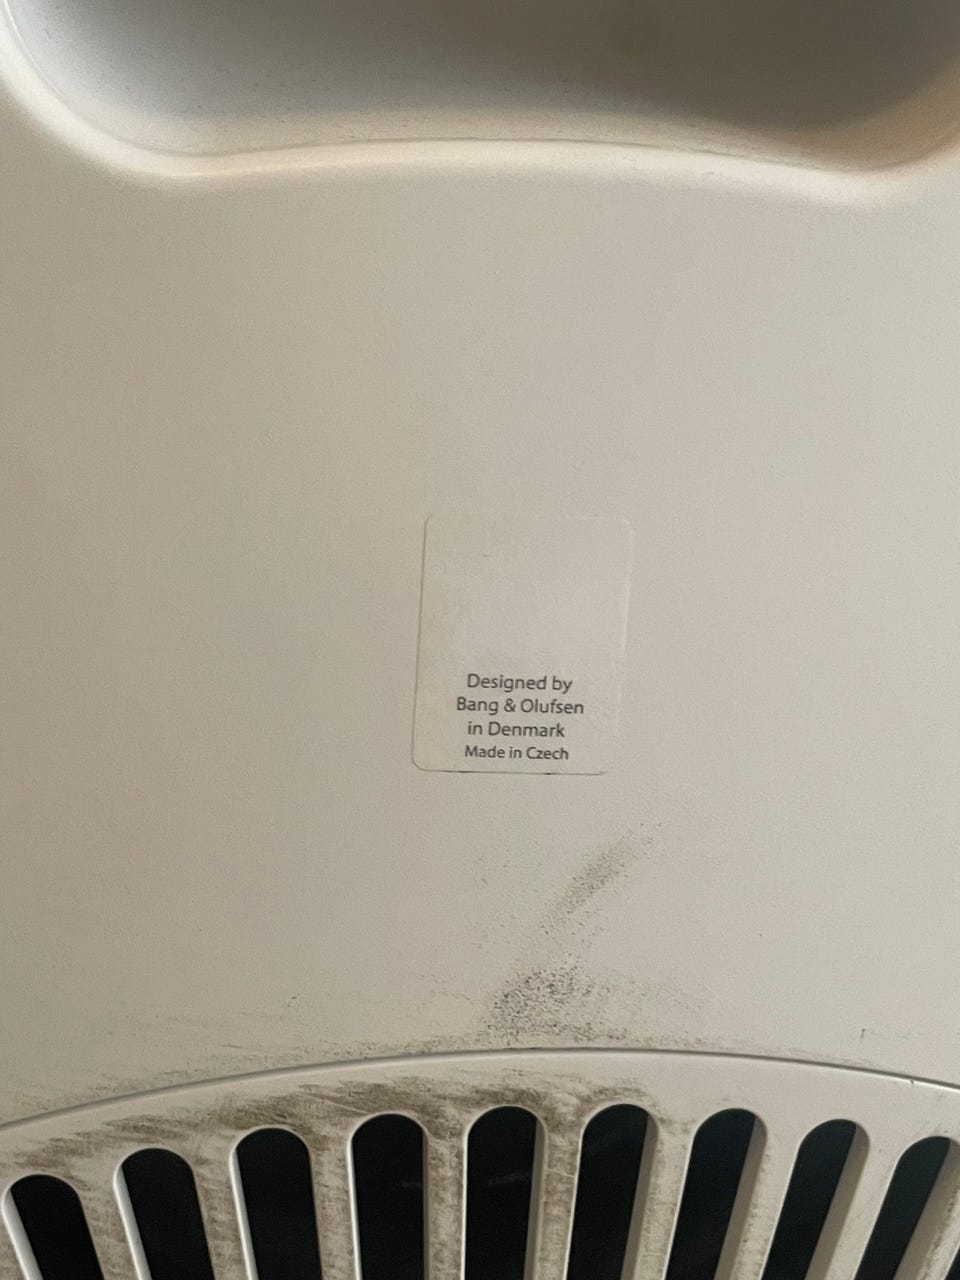 Designed by
Bang & Olufsen
in Denmark
Made in Czech